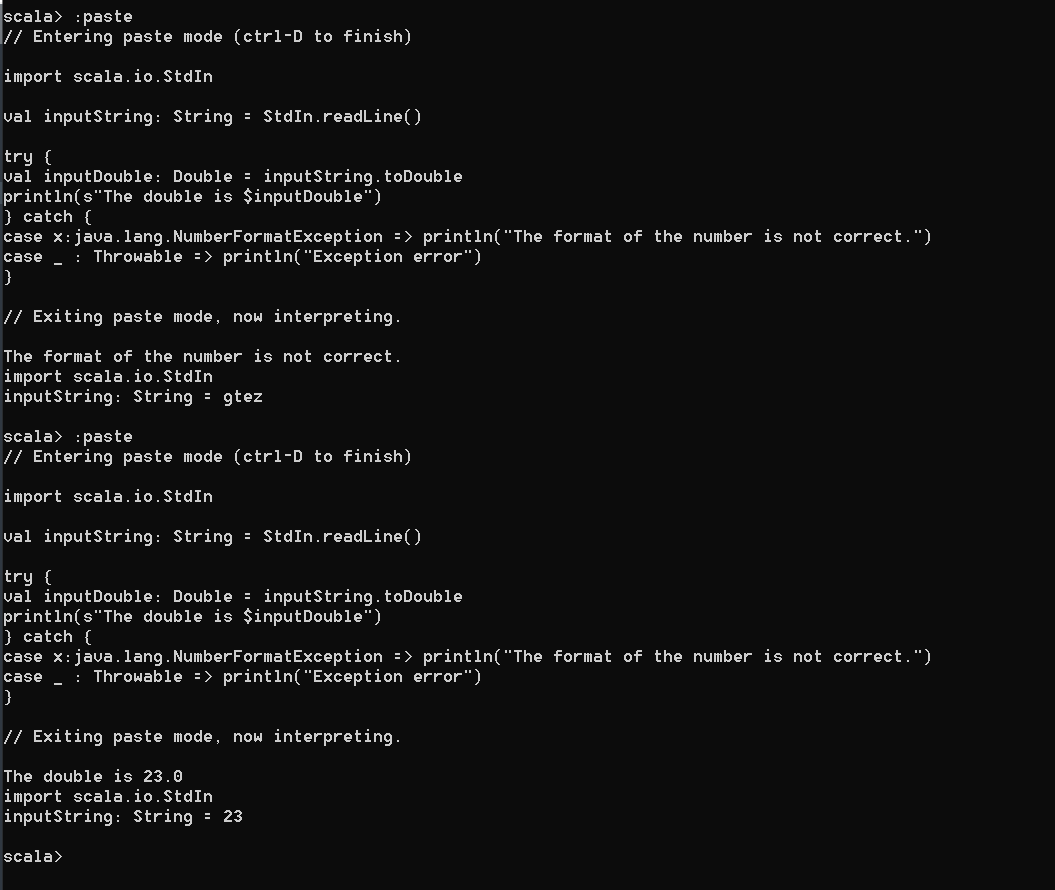 scala> :paste
// Entering paste mode (ctrl-D to finish)
import scala.io.StdIn
val inputString: String = StdIn.readLine()
try {
val inputDouble: Double = inputString.toDouble
println(s"The double is $inputDouble")
} catch {
case x:java.lang.NumberFormatException => println("The format of the number is not correct.")
case _ : Throwable => println("Exception error")
}
// Exiting paste mode, now interpreting.
The format of the number is not correct.
import scala.io.StdIn
inputString: String = gtez
scala> :paste
// Entering paste mode (ctrl-D to finish)
import scala.io.StdIn
val inputString: String = StdIn.readLine()
try {
val inputDouble: Double = inputString.toDouble
println(s"The double is $inputDouble")
} catch {
case x:java.lang.NumberFormatException => println("The format of the number is not correct.")
case _ : Throwable => println("Exception error")
}
// Exiting paste mode, now interpreting.
The double is 23.0
import scala.io.StdIn
inputString: String = 23
scala>